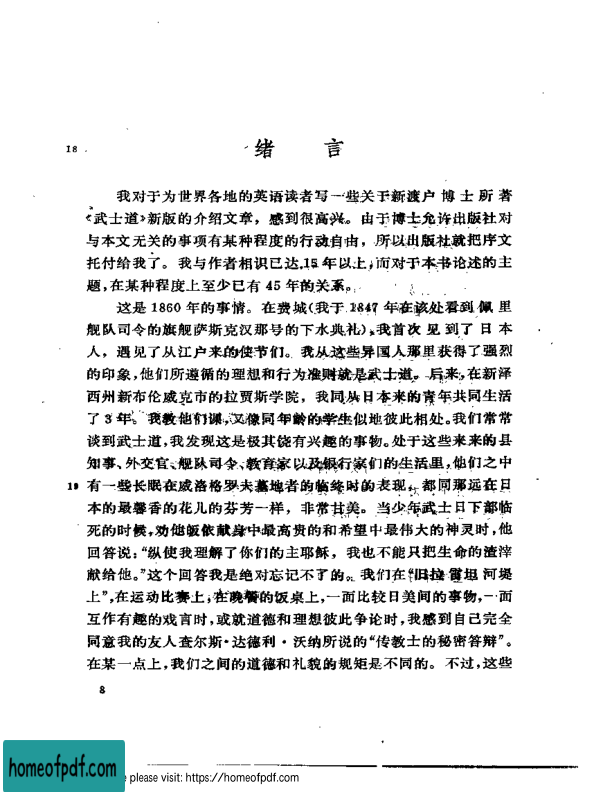 18
绪 言
我对于为世界各地的英语读者写一些关于新渡户博士所著
《武士道》新版的介绍文章，感到很高兴。由于博士允许出版社对
与本文无关的事项有某种程度的行动自由，所以出版社就把序文
托付给我了。我与作者相识已达15年以上，而对于本书论述的主
题，在某种程度上至少已有45年的关系。
这是1860年的事情。在费城（我于1847年在该处看到佩里
舰队司令的旗舰萨斯克汉那号的下水典礼），我首次见到了日本
人，遇见了从江户来的使节们。我从这些异国人那里获得了强烈
的印象，他们所遵循的理想和行为准则就是武士道。后来，在新泽
西州新布伦威克市的拉贾斯学院，我同从日本来的青年共同生活
了3年。我教他们课，又像同年龄的学生似地彼此相处。我们常常
谈到武士道，我发现这是极其饶有兴趣的事物。处于这些未来的县
知事、外交官、舰队司令、教育家以及银行家们的生活里，他们之中
19 有一些长眠在威洛格罗夫墓地者的临终时的表现，都同那远在日
本的最馨香的花儿的芬芳一样，非常甘美。当少年武士日下部临
死的时候，劝他皈依献身中最高贵的和希望中最伟大的神灵时，他
回答说：“纵使我理解了你们的主耶稣，我也不能只把生命的渣滓
献给他。”这个回答我是绝对忘记不了的。我们在“旧拉雷坦河堤
上”，在运动比赛上，在晚餐的饭桌上，一面比较日美间的事物，一面
互作有趣的戏言时，或就道德和理想彼此争论时，我感到自己完全
同意我的友人查尔斯·达德利·沃纳所说的“传教士的秘密答辩”。
在某一点上，我们之间的道德和礼貌的规矩是不同的。不过，这些
8
homeofpdf.com
e please visit: https://homeofpdf.com